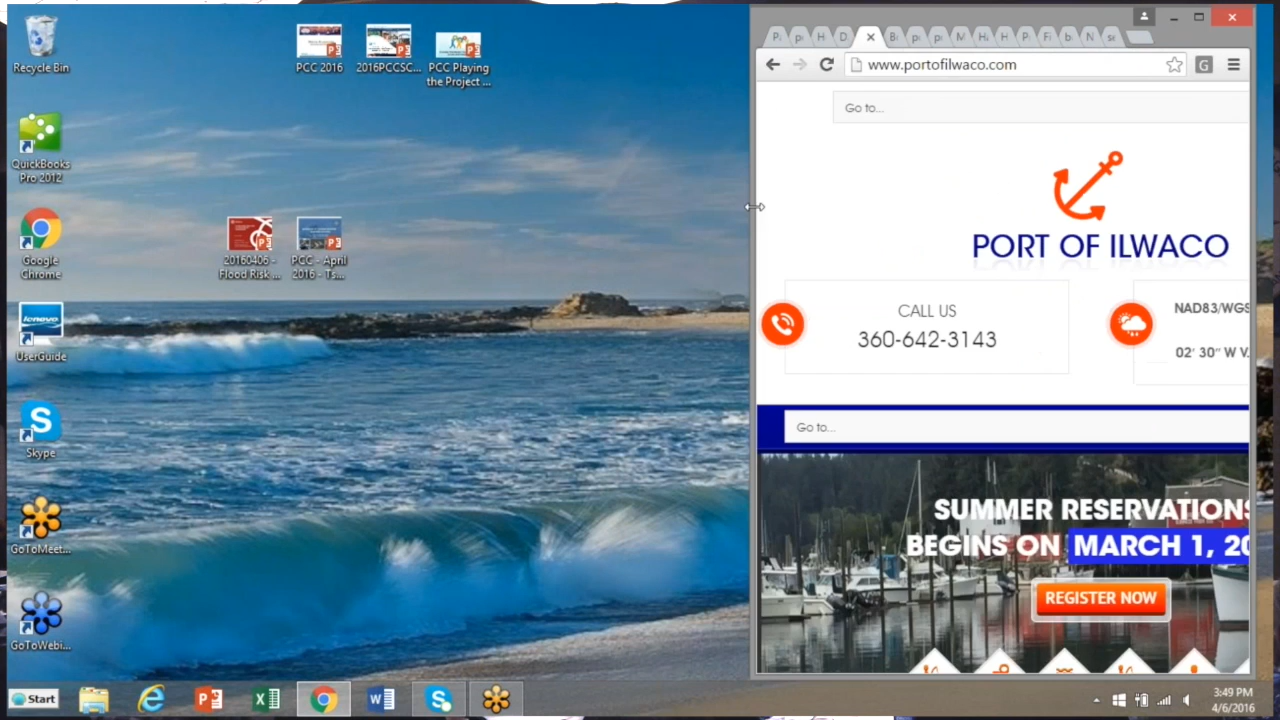 Recycle Bin
PCC 2016
2016PCCSC...
PCC Playing
the Project ...
QuickBooks
Pro 2012
20160406 -
Flood Risk ...
PCC - April
2016 - Ts...
Google
Chrome
lenovo
UserGuide
Skype
GoToMeet...
GoToWebi...
www.portofilwaco.com
Go to...
PORT OF ILWACO
CALL US
360-642-3143
NAD83/WGS
02' 30" W V.
Go to...
SUMMER RESERVATIONS
BEGINS ON MARCH 1, 20
REGISTER NOW
Start
3:49 PM
4/6/2016